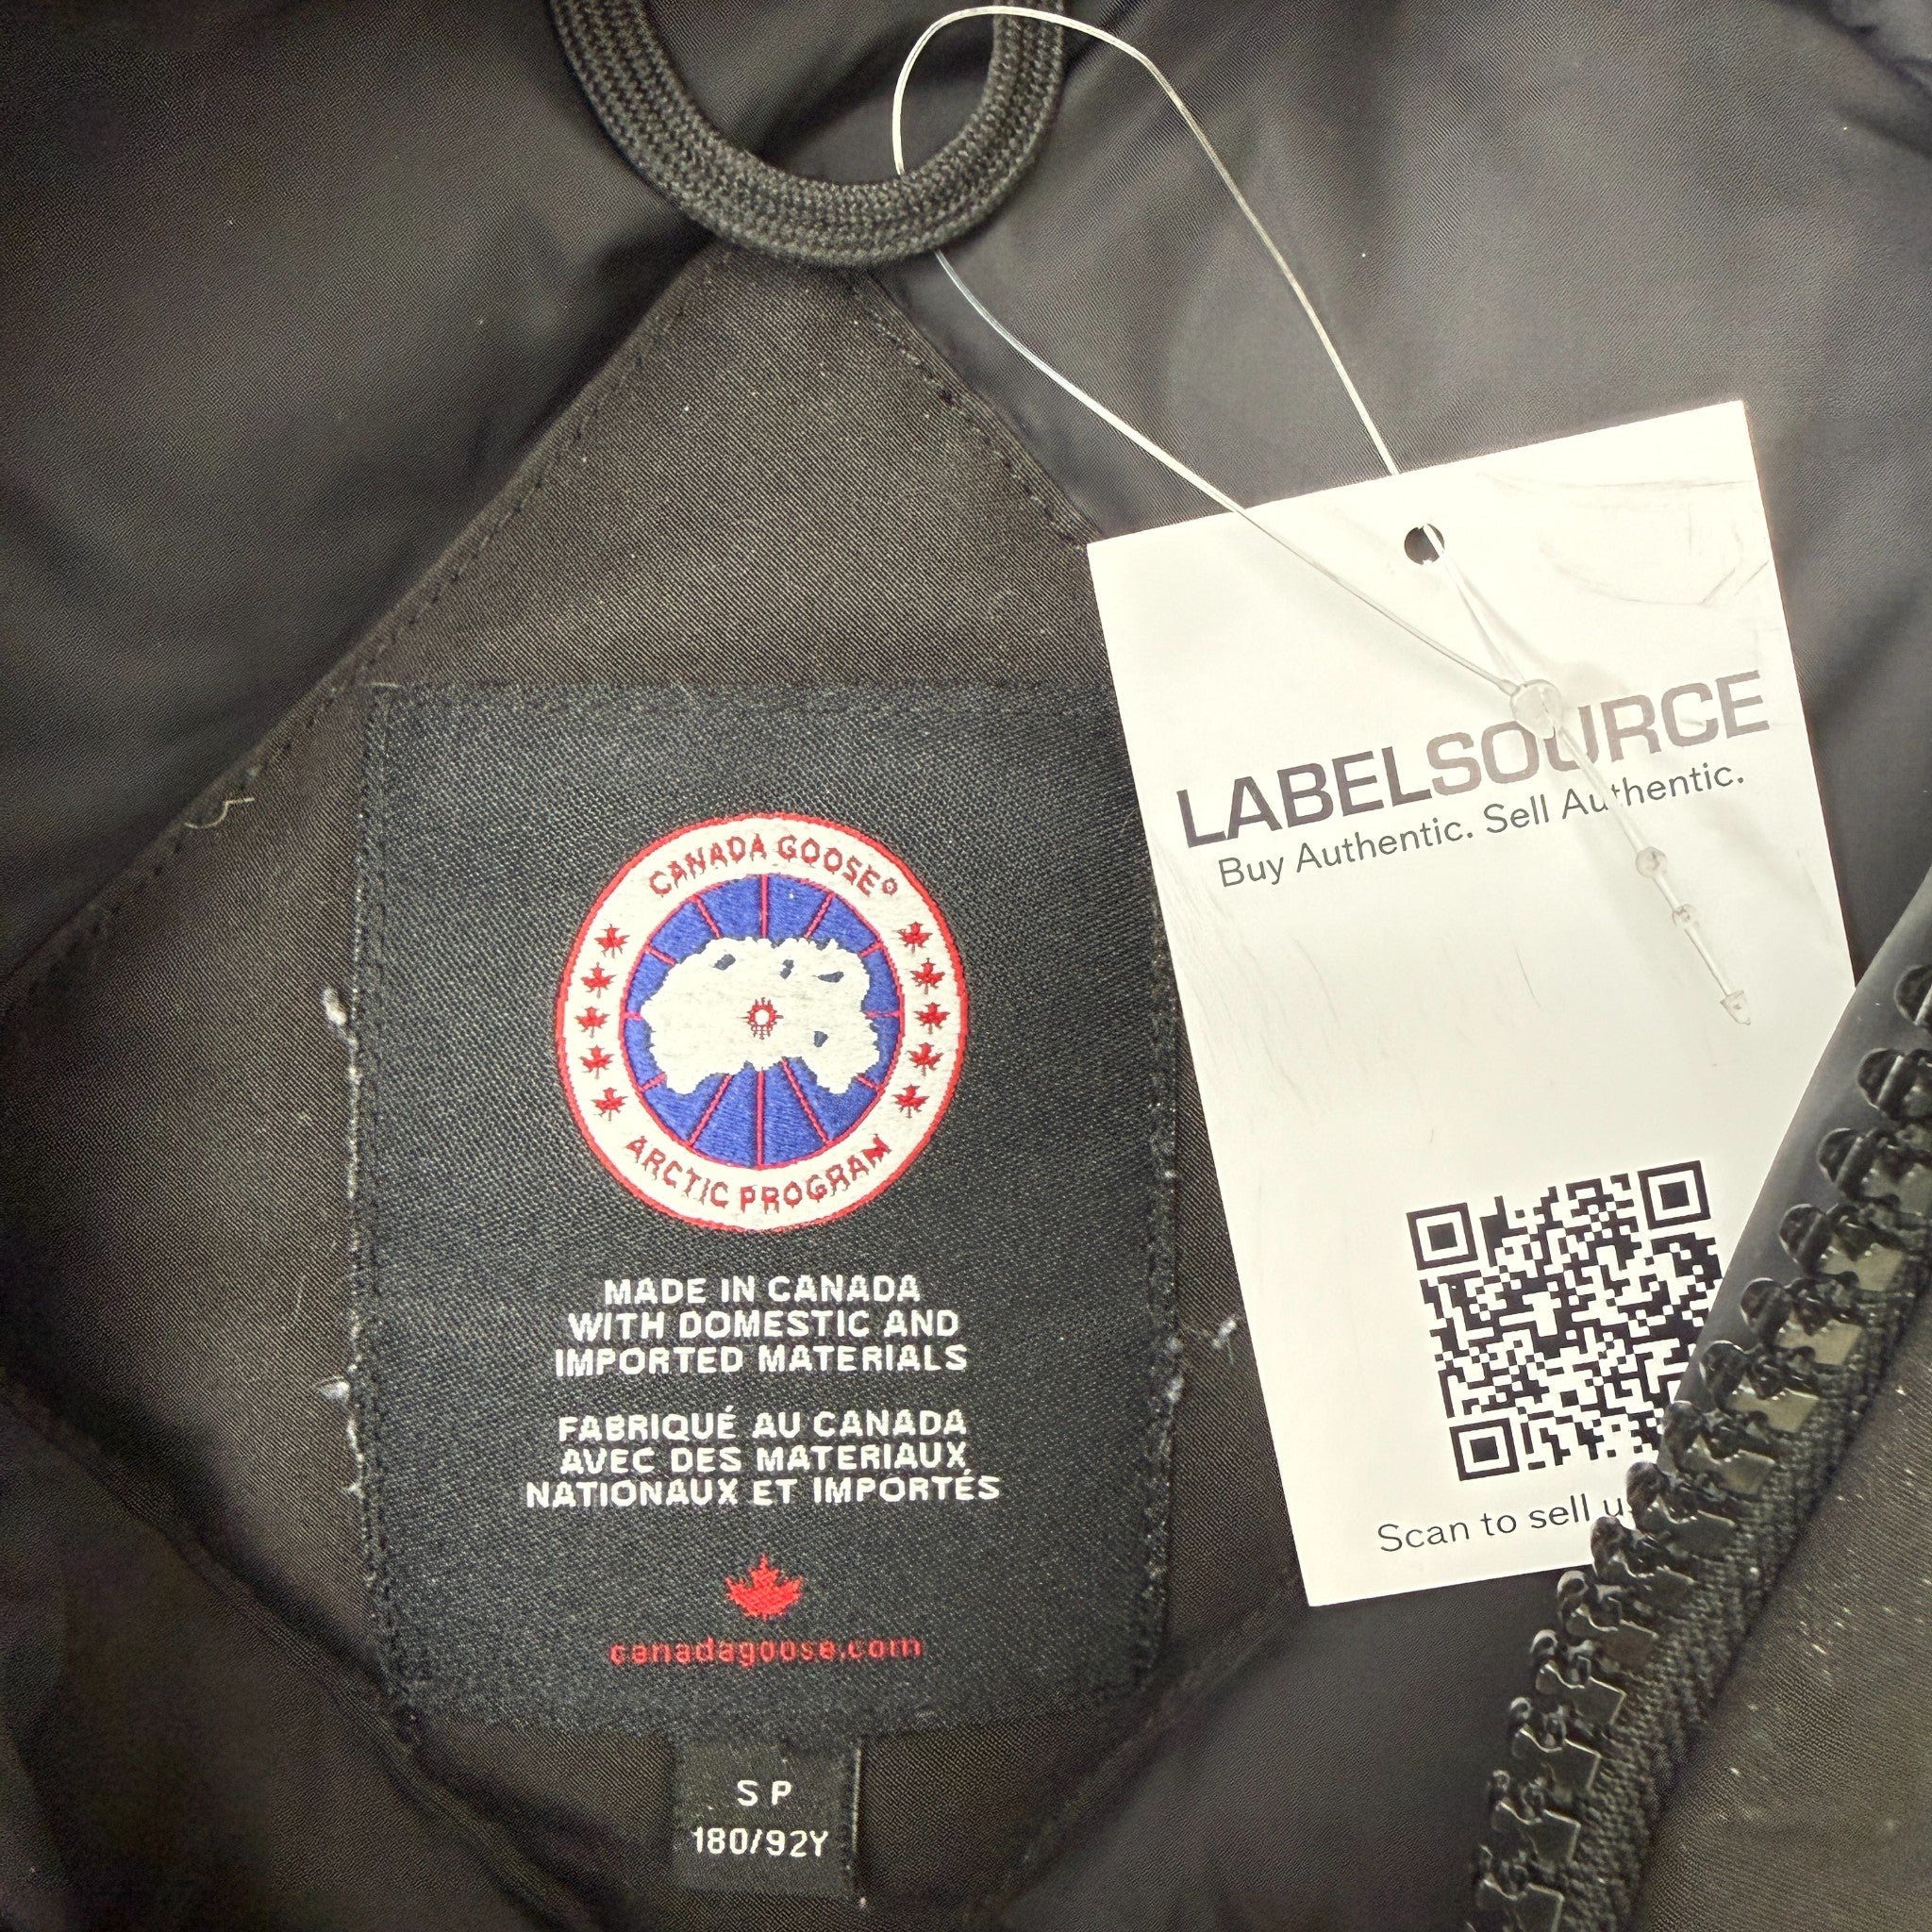 CANADA GOOSE®
ARCTIC PROGRAM
MADE IN CANADA
WITH DOMESTIC AND
IMPORTED MATERIALS
FABRIQUÉ AU CANADA
AVEC DES MATERIAUX
NATIONAUX ET IMPORTÉS
canadagoose.com
S P
180/92Y
LABELSOURCE
Buy Authentic. Sell Authentic.
Scan to sell